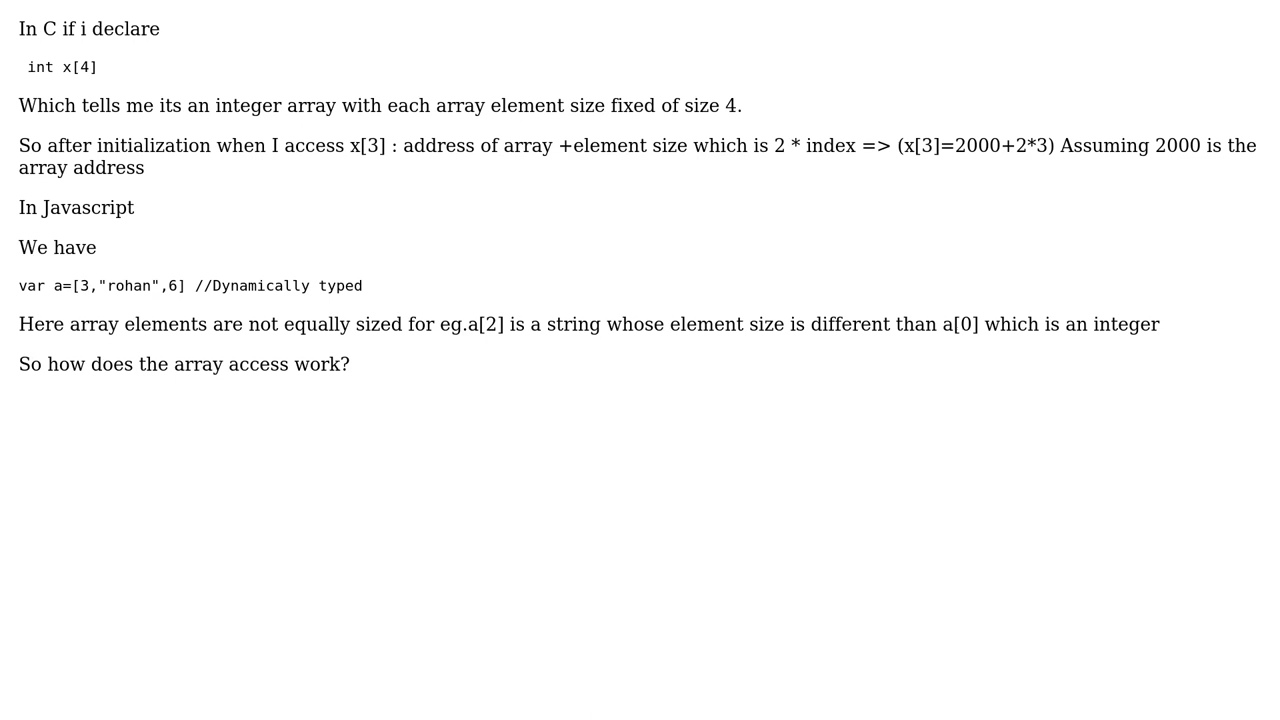 In C if i declare
int x[4]
Which tells me its an integer array with each array element size fixed of size 4.
So after initialization when I access x[3] : address of array +element size which is 2 * index => (x[3]=2000+2*3) Assuming 2000 is the
array address
In Javascript
We have
var a=[3,"rohan",6] //Dynamically typed
Here array elements are not equally sized for eg.a[2] is a string whose element size is different than a[0] which is an integer
So how does the array access work?